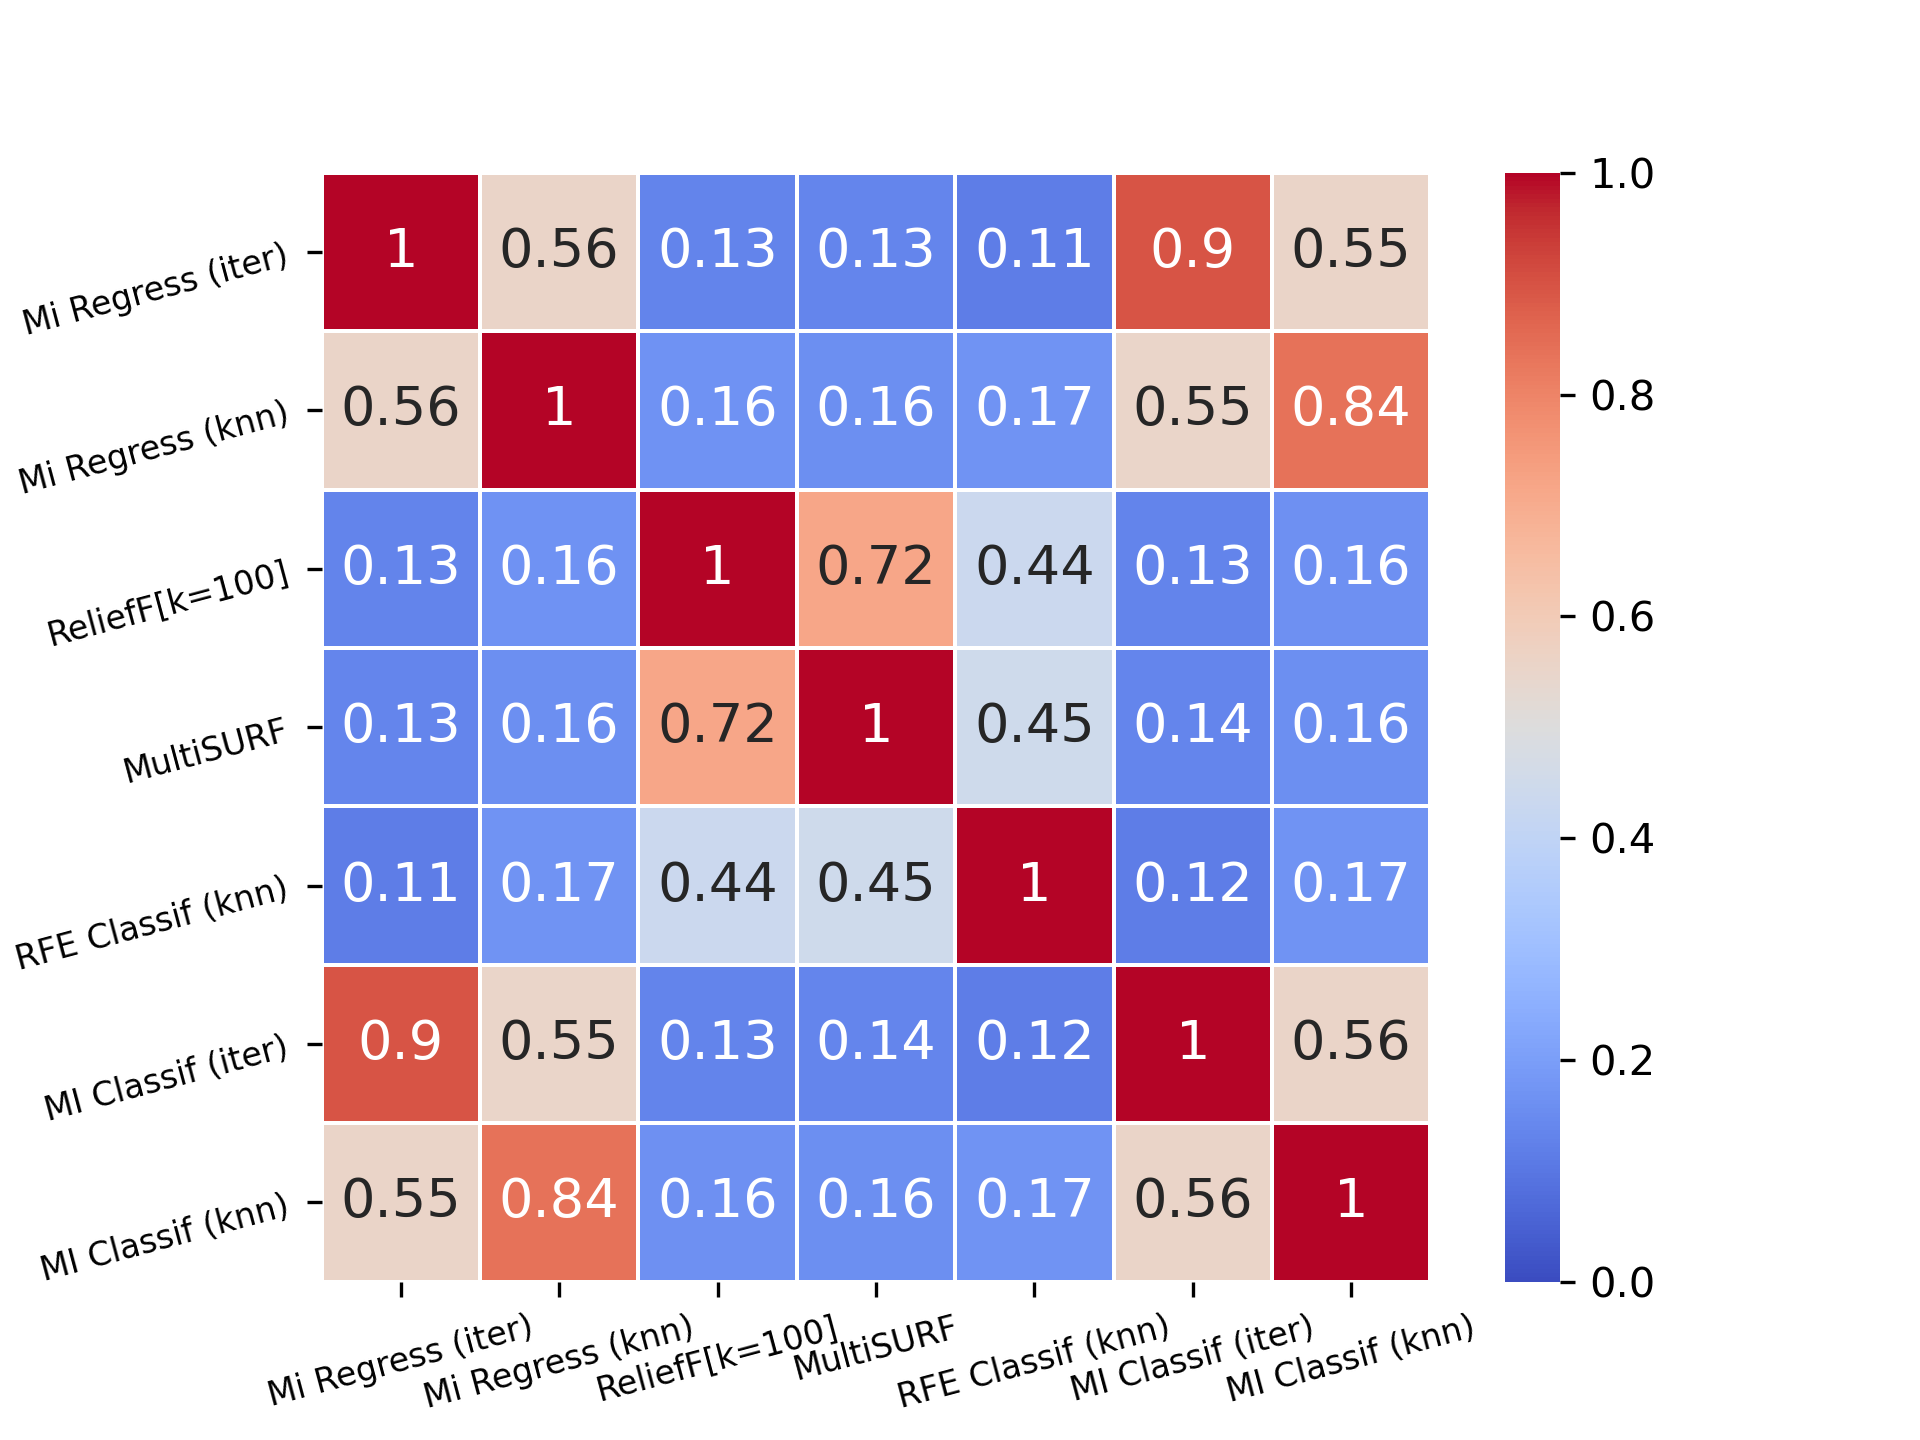 Mi Regress (iter) 1 0.56 0.13 0.13 0.11 0.9 0.55
Mi Regress (knn) 0.56 1 0.16 0.16 0.17 0.55 0.84
ReliefF[k=100] 0.13 0.16 1 0.72 0.44 0.13 0.16
MultiSURF 0.13 0.16 0.72 1 0.45 0.14 0.16
RFE Classif (knn) 0.11 0.17 0.44 0.45 1 0.12 0.17
MI Classif (iter) 0.9 0.55 0.13 0.14 0.12 1 0.56
MI Classif (knn) 0.55 0.84 0.16 0.16 0.17 0.56 1
Mi Regress (iter)
Mi Regress (knn)
ReliefF[k=100]
MultiSURF
RFE Classif (knn)
MI Classif (iter)
MI Classif (knn)
1.0
0.8
0.6
0.4
0.2
0.0